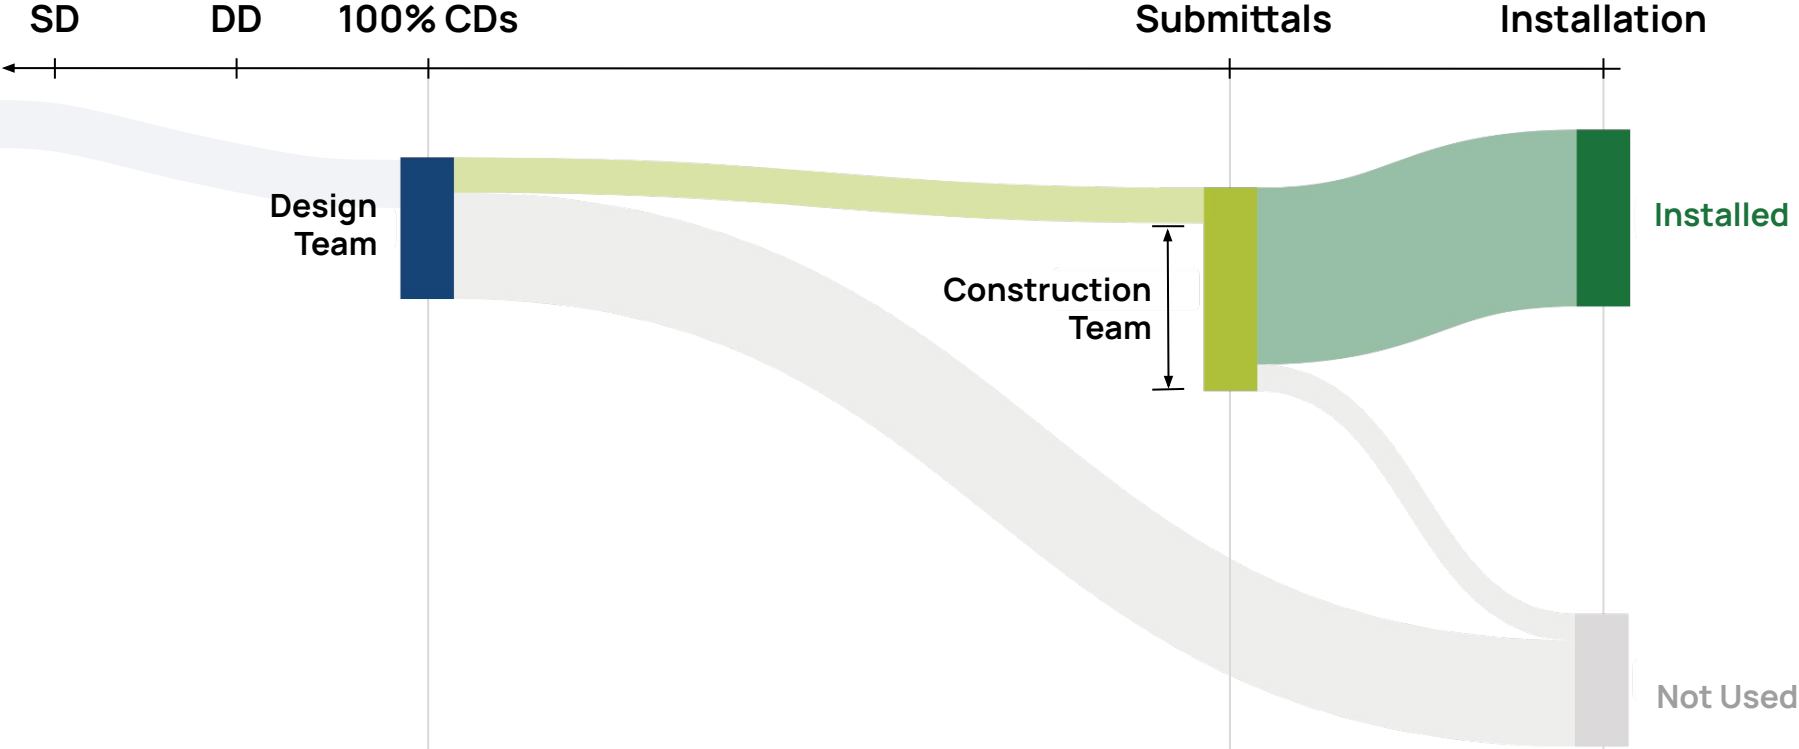 SD DD 100% CDs Submittals Installation
Design
Team
Construction
Team
Installed
Not Used